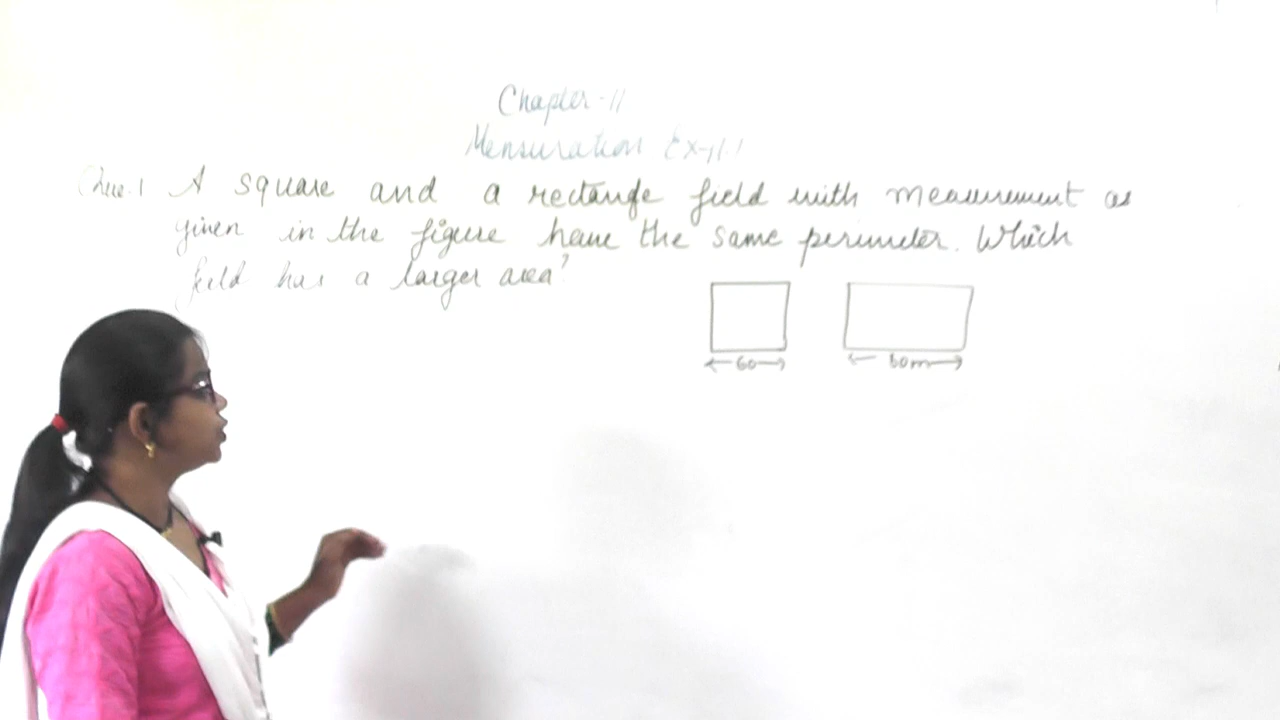 Chapter-11
Mensuration Ex-11.1
Que.1 A square and a rectange field with measurement as
given in the figure have the same perimeter. Which
field has a larger area?
60
80m